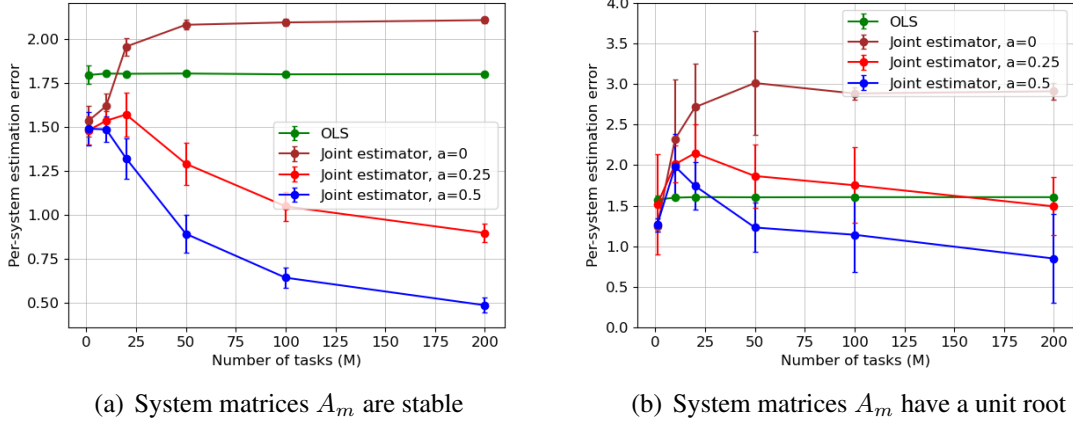 2.00
1.75
1.50
1.25
1.00
0.75
0.50
Per-system estimation error
OLS
Joint estimator, a=0
Joint estimator, a=0.25
Joint estimator, a=0.5
0 25 50 75 100 125 150 175 200
Number of tasks (M)
(a) System matrices A_m are stable
4.0
3.5
3.0
2.5
2.0
1.5
1.0
0.5
0.0
Per-system estimation error
OLS
Joint estimator, a=0
Joint estimator, a=0.25
Joint estimator, a=0.5
0 25 50 75 100 125 150 175 200
Number of tasks (M)
(b) System matrices A_m have a unit root